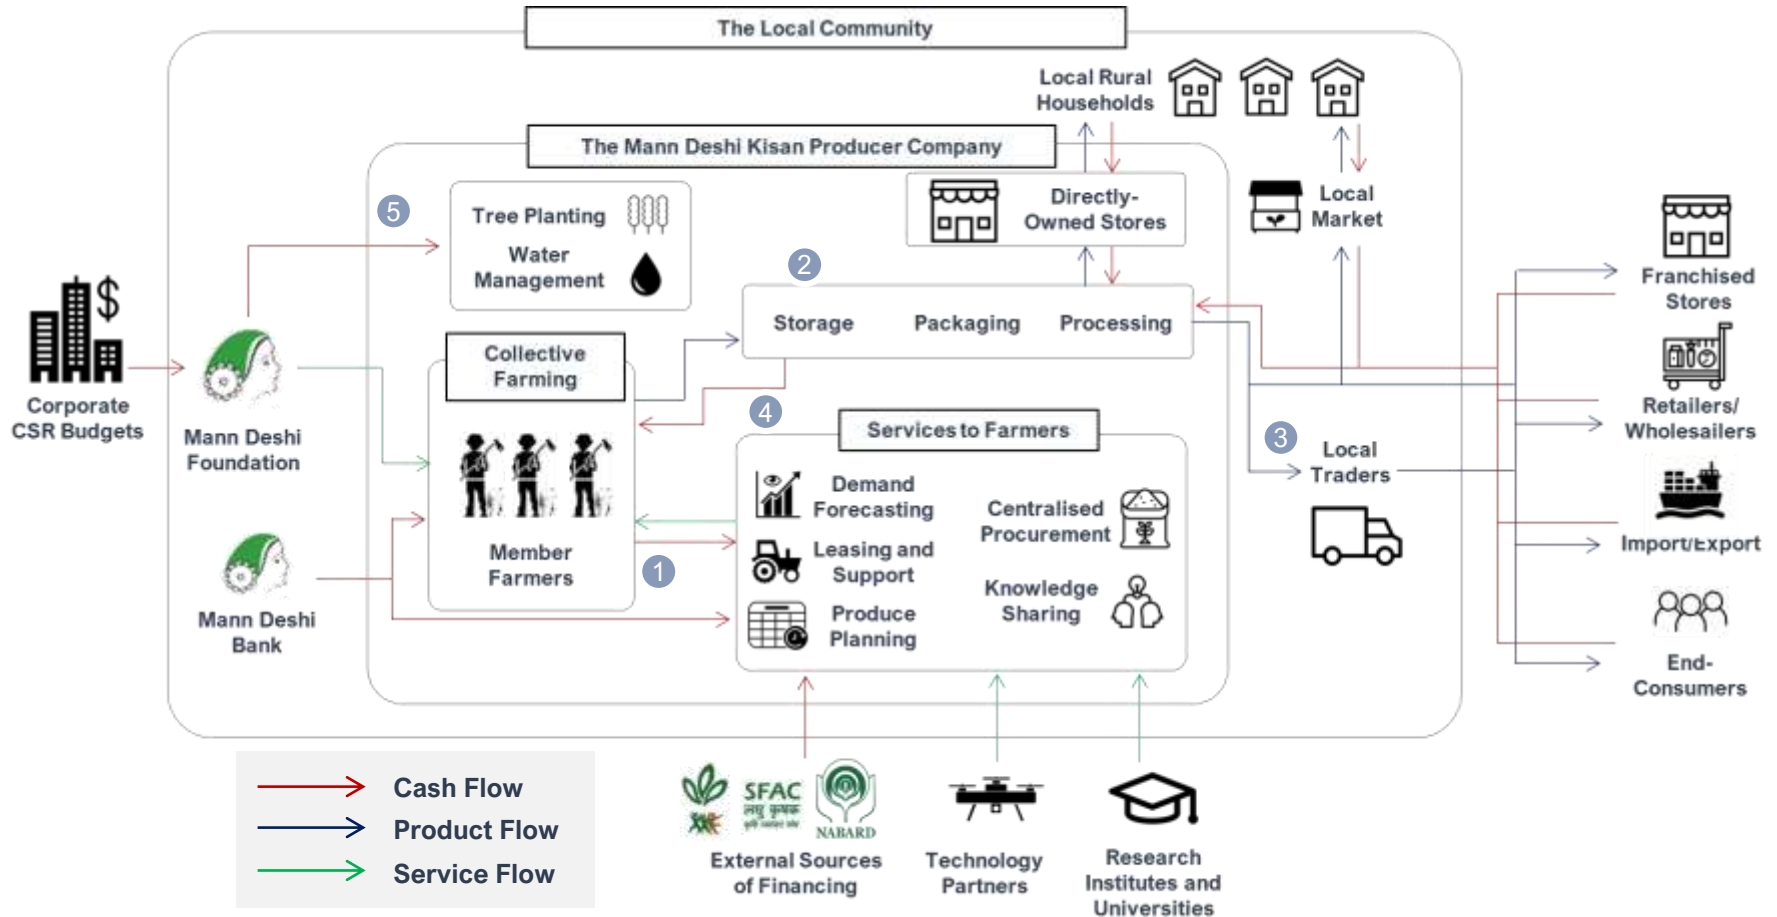 The Local Community
Local Rural
Households
The Mann Deshi Kisan Producer Company
5
Tree Planting
Water
Management
Directly-
Owned Stores
Local
Market
2
Storage
Packaging
Processing
$
Corporate
CSR Budgets
Mann Deshi
Foundation
Collective
Farming
Member
Farmers
Mann Deshi
Bank
4
1
Services to Farmers
Demand
Forecasting
Leasing and
Support
Produce
Planning
Centralised
Procurement
Knowledge
Sharing
3
Local
Traders
Franchised
Stores
Retailers/
Wholesailers
Import/Export
End-
Consumers
Cash Flow
Product Flow
Service Flow
SFAC
लघु कृषक
NABARD
External Sources
of Financing
Technology
Partners
Research
Institutes and
Universities